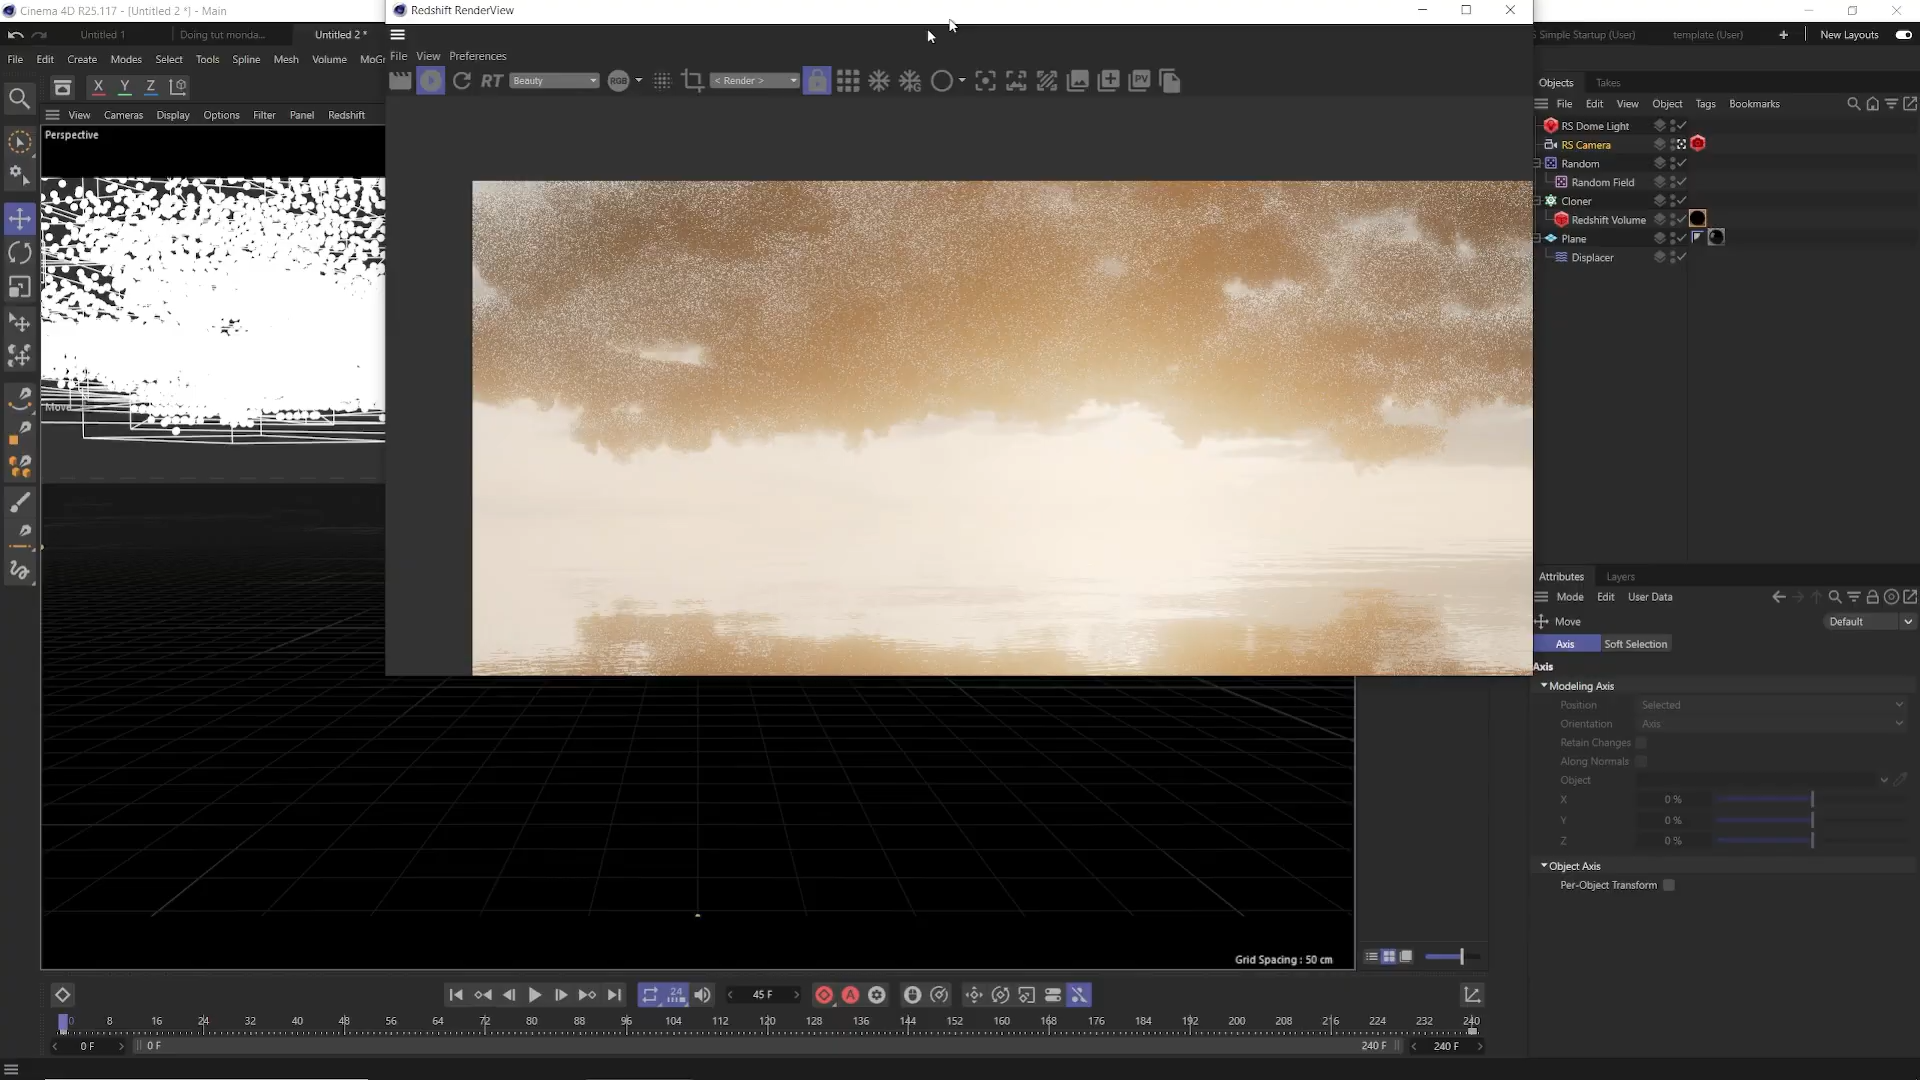 Cinema 4D R25.117 - [Untitled 2 *] - Main
Redshift RenderView
Untitled 1
Doing tut monda...
Untitled 2 *
Simple Startup (User)
template (User)
New Layouts
File Edit Create Modes Select Tools Spline Mesh Volume MoGr
File View Preferences
RT
Beauty
RGB
< Render >
PV
X Y Z
View Cameras Display Options Filter Panel Redshift
Perspective
Move
Grid Spacing : 50 cm
Objects Takes
File Edit View Object Tags Bookmarks
RS Dome Light
RS Camera
Random
Random Field
Cloner
Redshift Volume
Plane
Displacer
Attributes Layers
Mode Edit User Data
Move
Default
Axis
Soft Selection
Axis
Modeling Axis
Position Selected
Orientation Axis
Retain Changes
Along Normals
Object
X 0 %
Y 0 %
Z 0 %
Object Axis
Per-Object Transform
24
45 F
A
0 8 16 24 32 40 48 56 64 72 80 88 96 104 112 120 128 136 144 152 160 168 176 184 192 200 208 216 224 232 240
0 F
0 F
240 F
240 F